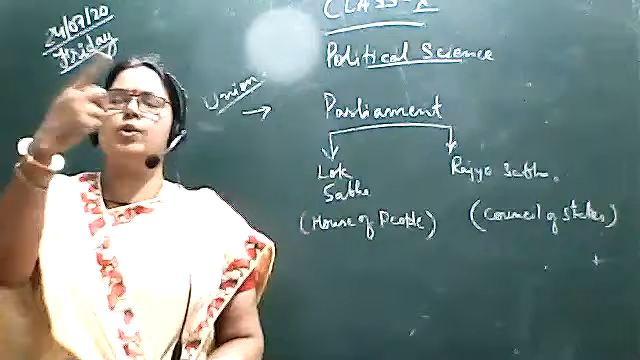 24/07/20
Friday
CLASS-X
Political Science
Union → Parliament
Lok Sabha
Rajya Sabha.
(House of People)
(Council of States)